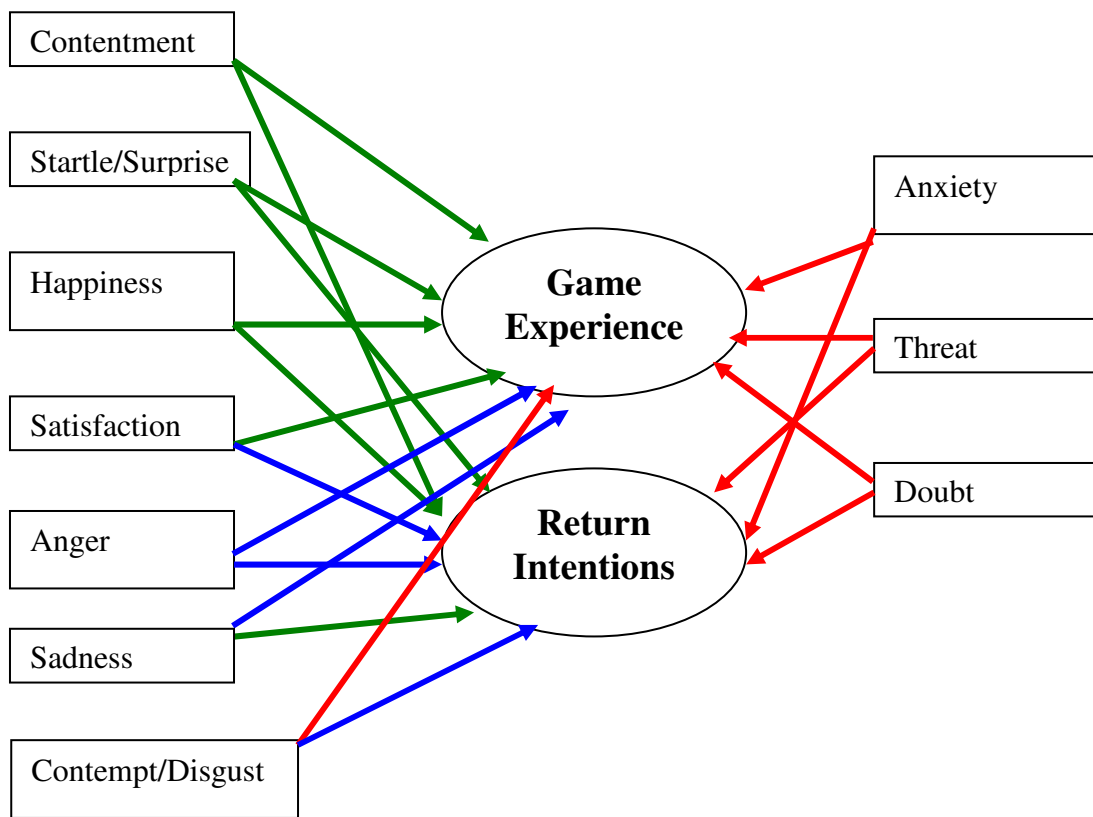 Contentment
Startle/Surprise
Happiness
Satisfaction
Anger
Sadness
Contempt/Disgust
Game
Experience
Return
Intentions
Anxiety
Threat
Doubt